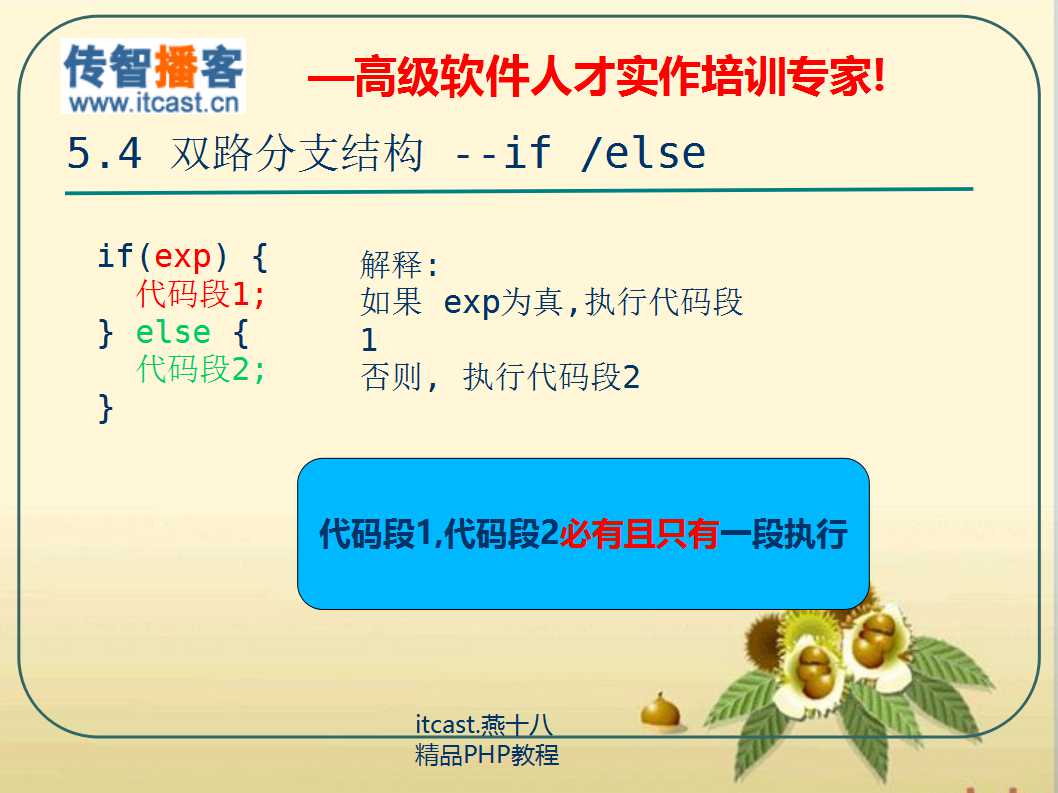 传智播客
www.itcast.cn
—高级软件人才实作培训专家!
5.4 双路分支结构 --if /else
if(exp) {
代码段1;
} else {
代码段2;
}
解释:
如果 exp为真,执行代码段
1
否则, 执行代码段2
代码段1,代码段2必有且只有一段执行
itcast.燕十八
精品PHP教程